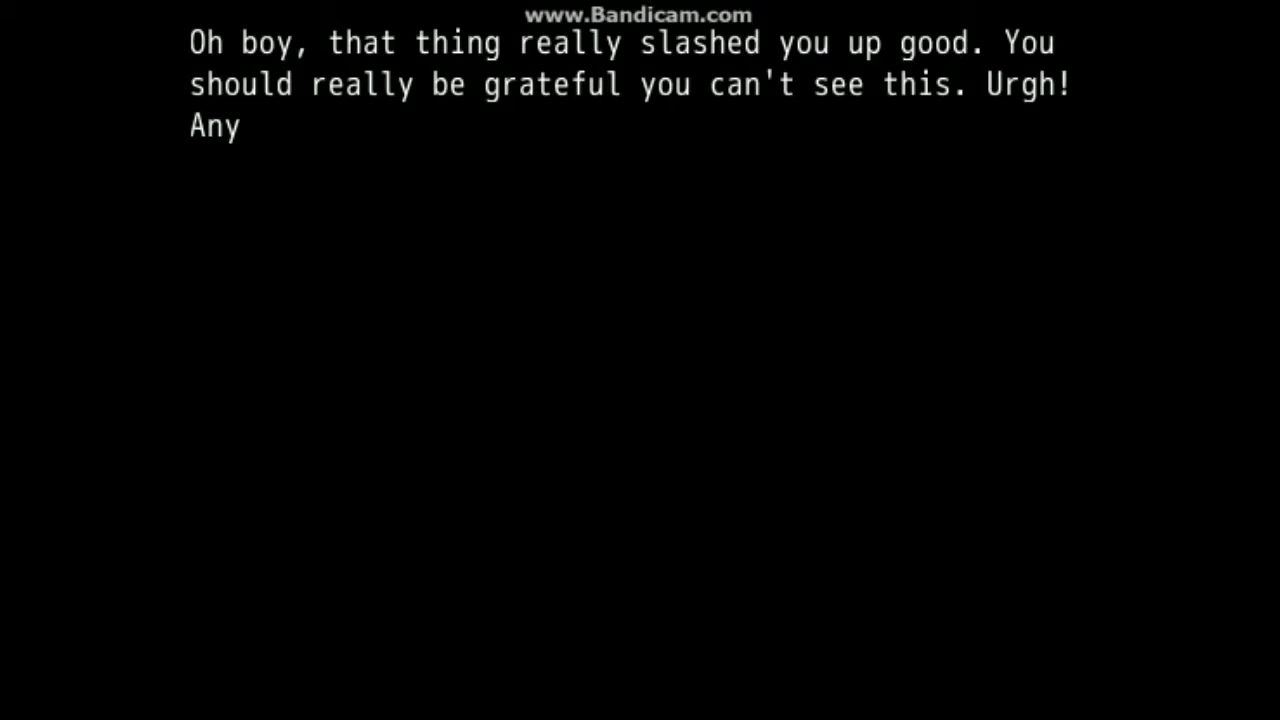 www.Bandicam.com
Oh boy, that thing really slashed you up good. You
should really be grateful you can't see this. Urgh!
Any